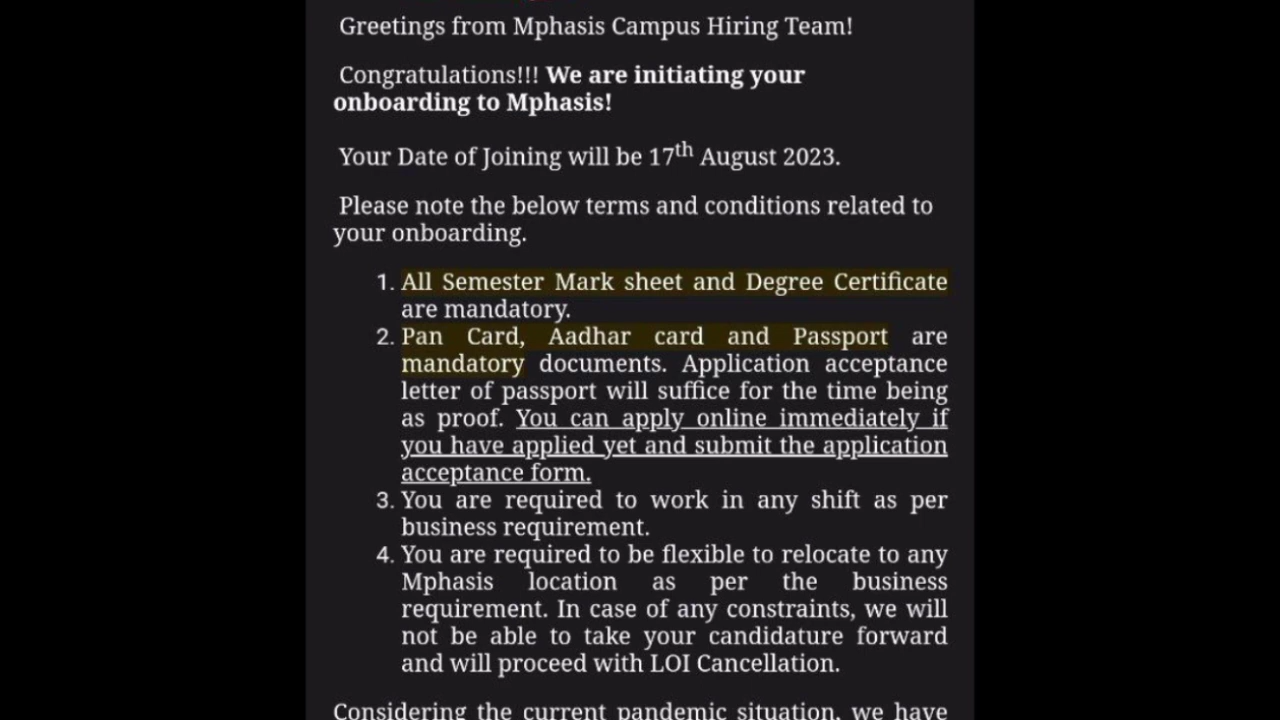 Greetings from Mphasis Campus Hiring Team!
Congratulations!!! We are initiating your
onboarding to Mphasis!
Your Date of Joining will be 17th August 2023.
Please note the below terms and conditions related to
your onboarding.
1. All Semester Mark sheet and Degree Certificate
are mandatory.
2. Pan Card, Aadhar card and Passport are
mandatory documents. Application acceptance
letter of passport will suffice for the time being
as proof. You can apply online immediately if
you have applied yet and submit the application
acceptance form.
3. You are required to work in any shift as per
business requirement.
4. You are required to be flexible to relocate to any
Mphasis location as per the business
requirement. In case of any constraints, we will
not be able to take your candidature forward
and will proceed with LOI Cancellation.
Considering the current pandemic situation, we have